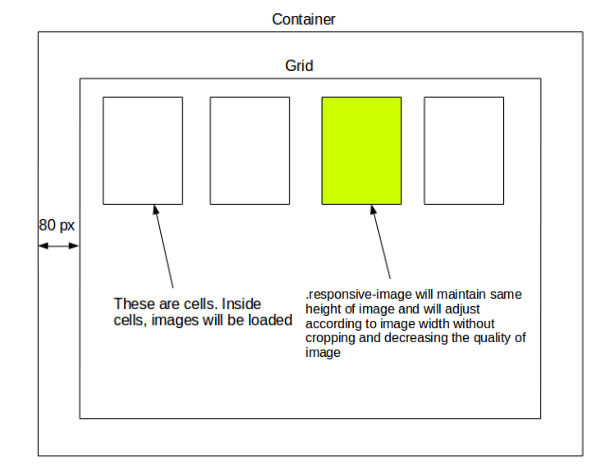 Container
Grid
80 px
These are cells. Inside
cells, images will be loaded
.responsive-image will maintain same
height of image and will adjust
according to image width without
cropping and decreasing the quality of
image